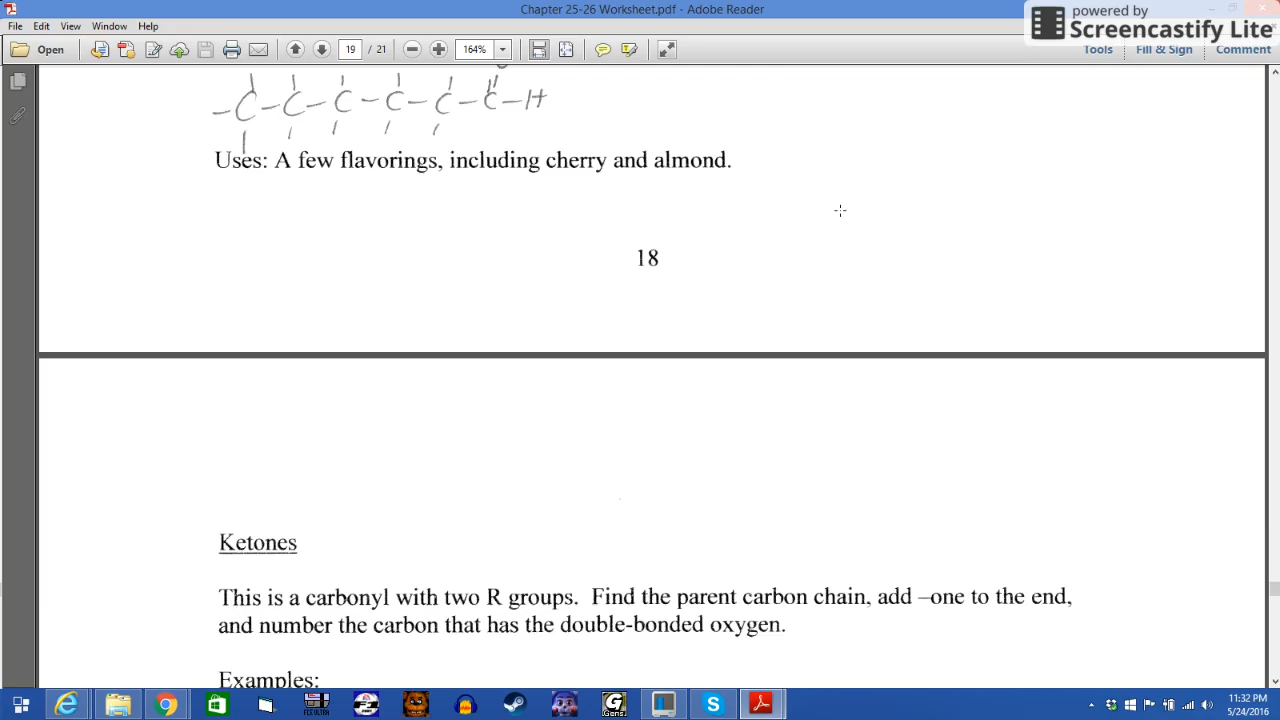 Chapter 25-26 Worksheet.pdf - Adobe Reader
powered by
Screencastify Lite
File Edit View Window Help
Open 19 / 21 164% Tools Fill & Sign Comment
– C – C – C – C – C – C – H
Uses: A few flavorings, including cherry and almond.
18
Ketones
This is a carbonyl with two R groups. Find the parent carbon chain, add –one to the end,
and number the carbon that has the double-bonded oxygen.
Examples:
11:32 PM
5/24/2016